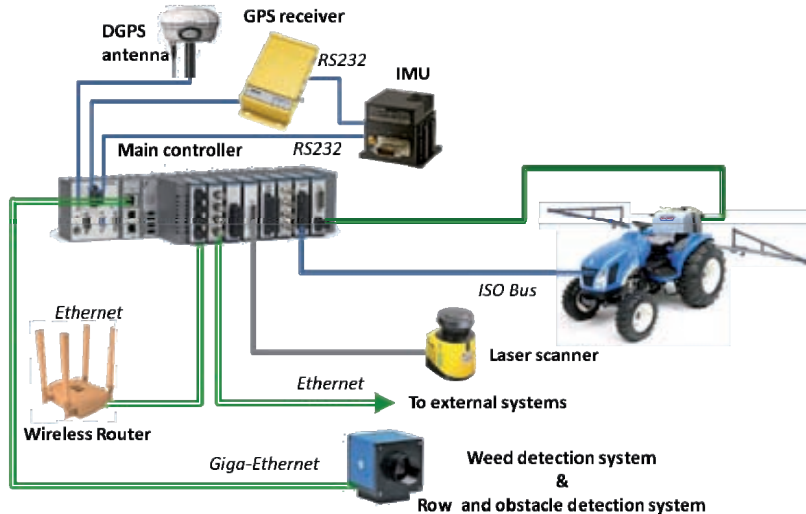 GPS receiver
DGPS
antenna
RS232
IMU
RS232
Main controller
ISO Bus
Ethernet
Laser scanner
Ethernet
To external systems
Wireless Router
Giga-Ethernet
Weed detection system
&
Row and obstacle detection system